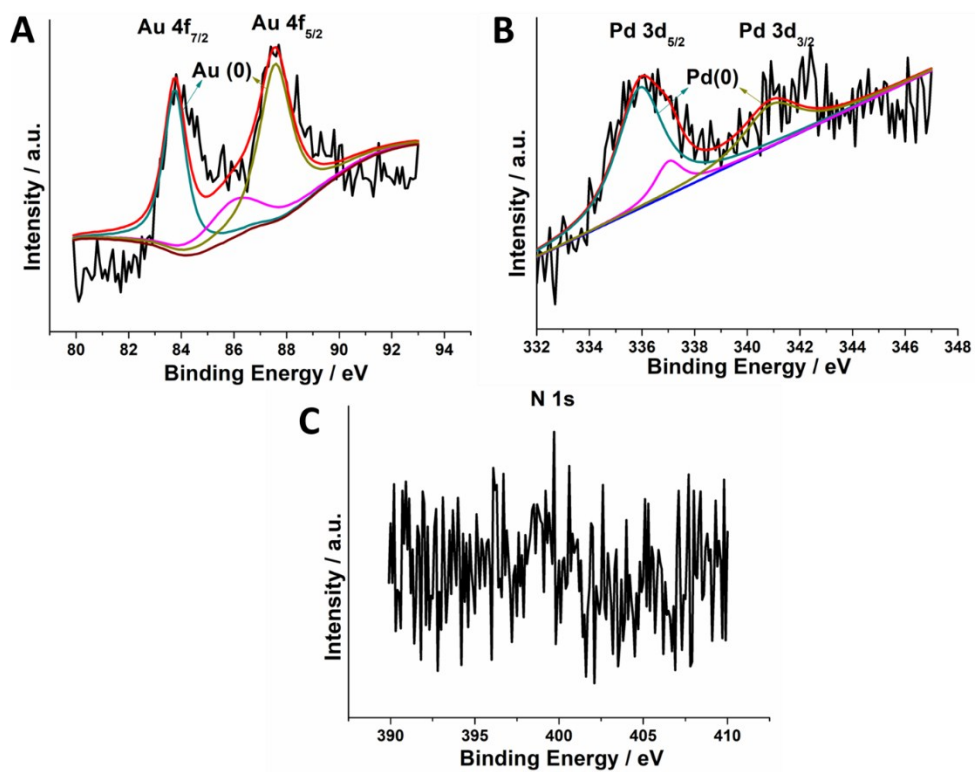 A
Au 4f7/2
Au 4f5/2
Au (0)
Intensity / a.u.
80 82 84 86 88 90 92 94
Binding Energy / eV
B
Pd 3d5/2
Pd 3d3/2
Pd(0)
Intensity / a.u.
332 334 336 338 340 342 344 346 348
Binding Energy / eV
C
N 1s
Intensity / a.u.
390 395 400 405 410
Binding Energy / eV